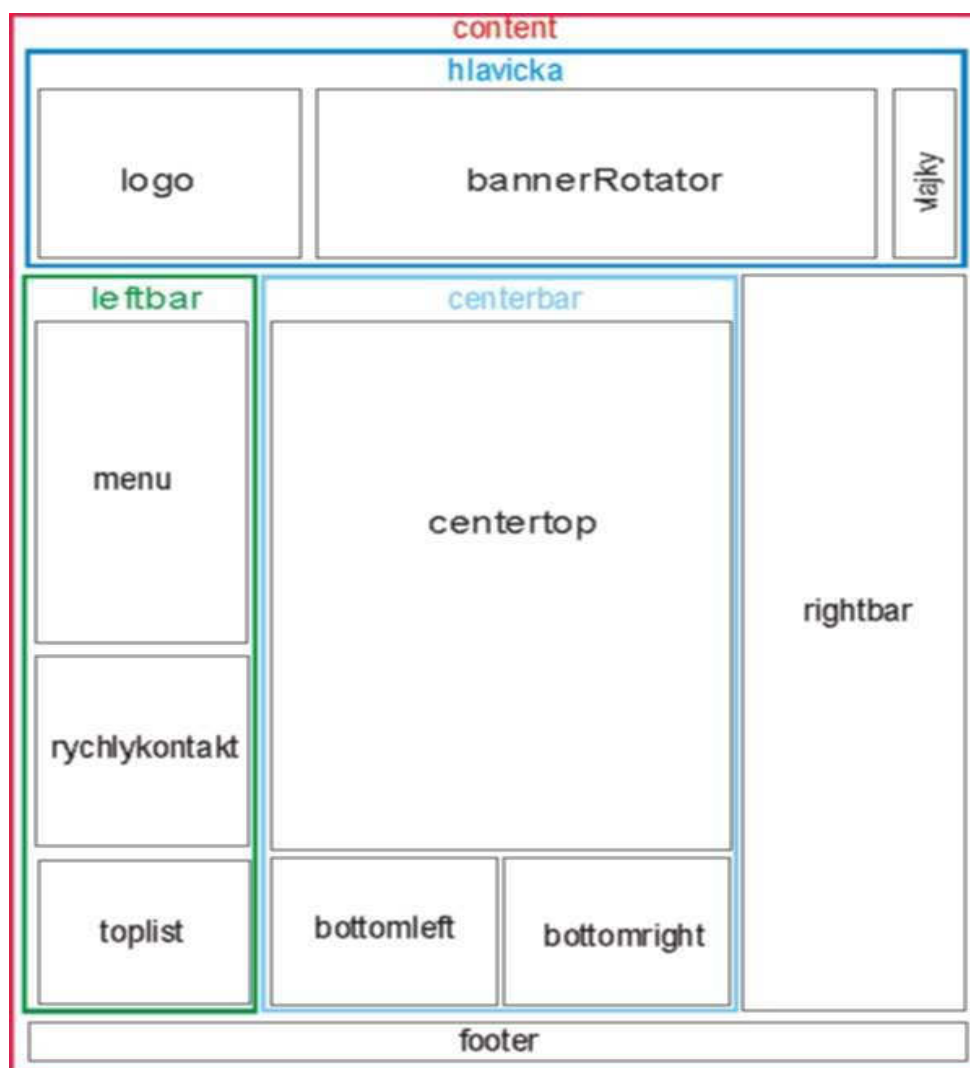 content
hlavicka
logo
bannerRotator
vlajky
leftbar
centerbar
menu
centertop
rightbar
rychlykontakt
toplist
bottomleft
bottomright
footer